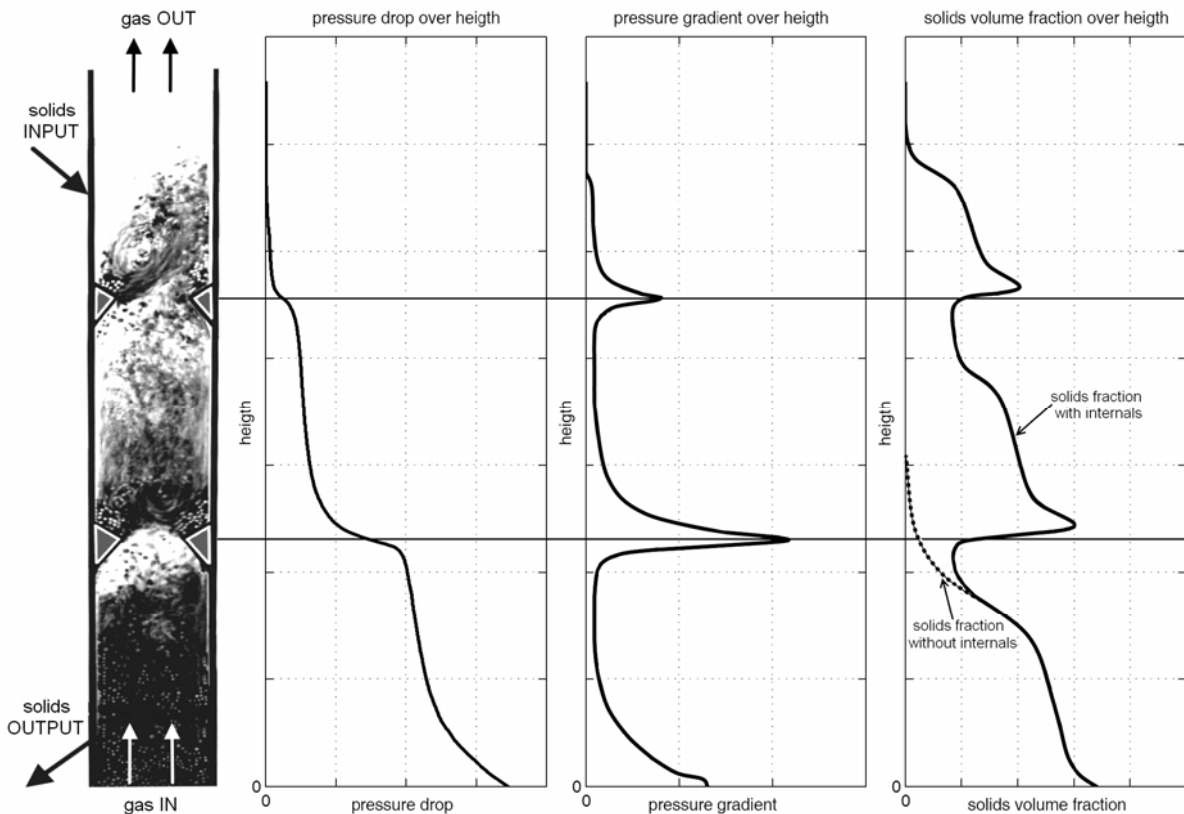 gas OUT
solids
INPUT
solids
OUTPUT
gas IN
pressure drop over heigth
heigth
0
0
pressure drop
pressure gradient over heigth
heigth
0
0
pressure gradient
solids volume fraction over heigth
heigth
solids fraction
with internals
solids fraction
without internals
0
0
solids volume fraction